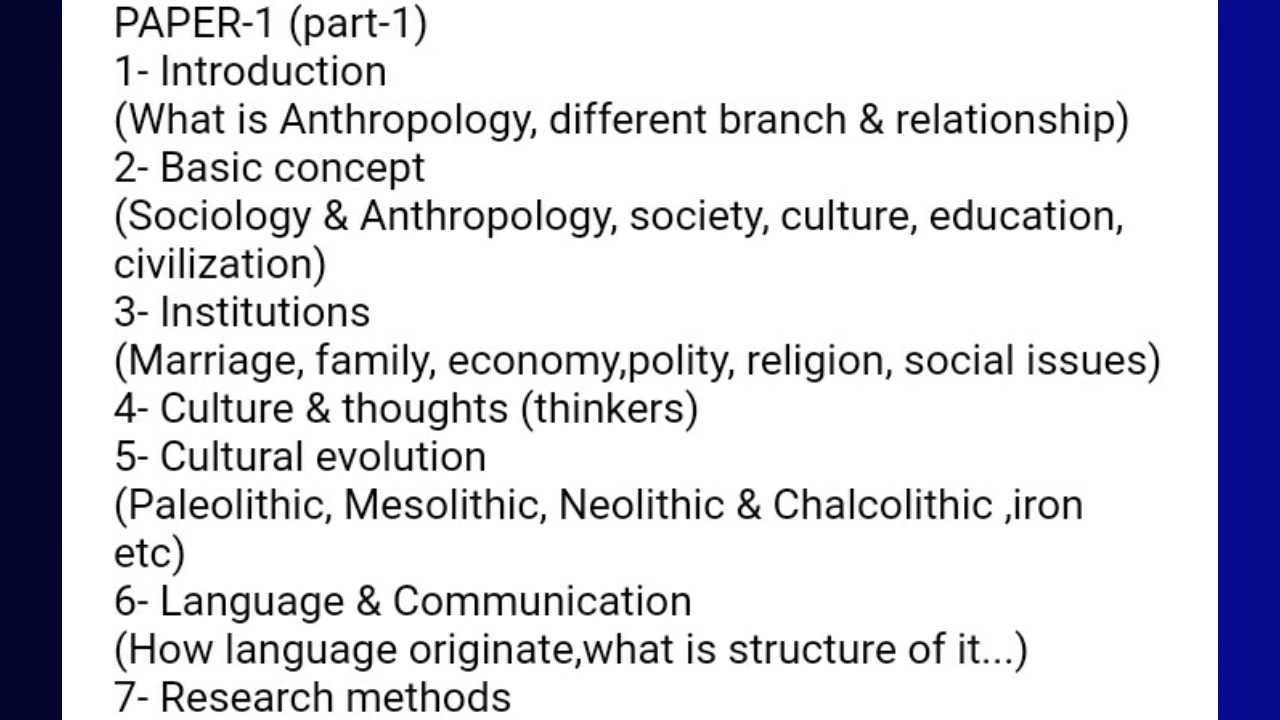 PAPER-1 (part-1)
1- Introduction
(What is Anthropology, different branch & relationship)
2- Basic concept
(Sociology & Anthropology, society, culture, education,
civilization)
3- Institutions
(Marriage, family, economy,polity, religion, social issues)
4- Culture & thoughts (thinkers)
5- Cultural evolution
(Paleolithic, Mesolithic, Neolithic & Chalcolithic ,iron
etc)
6- Language & Communication
(How language originate,what is structure of it...)
7- Research methods